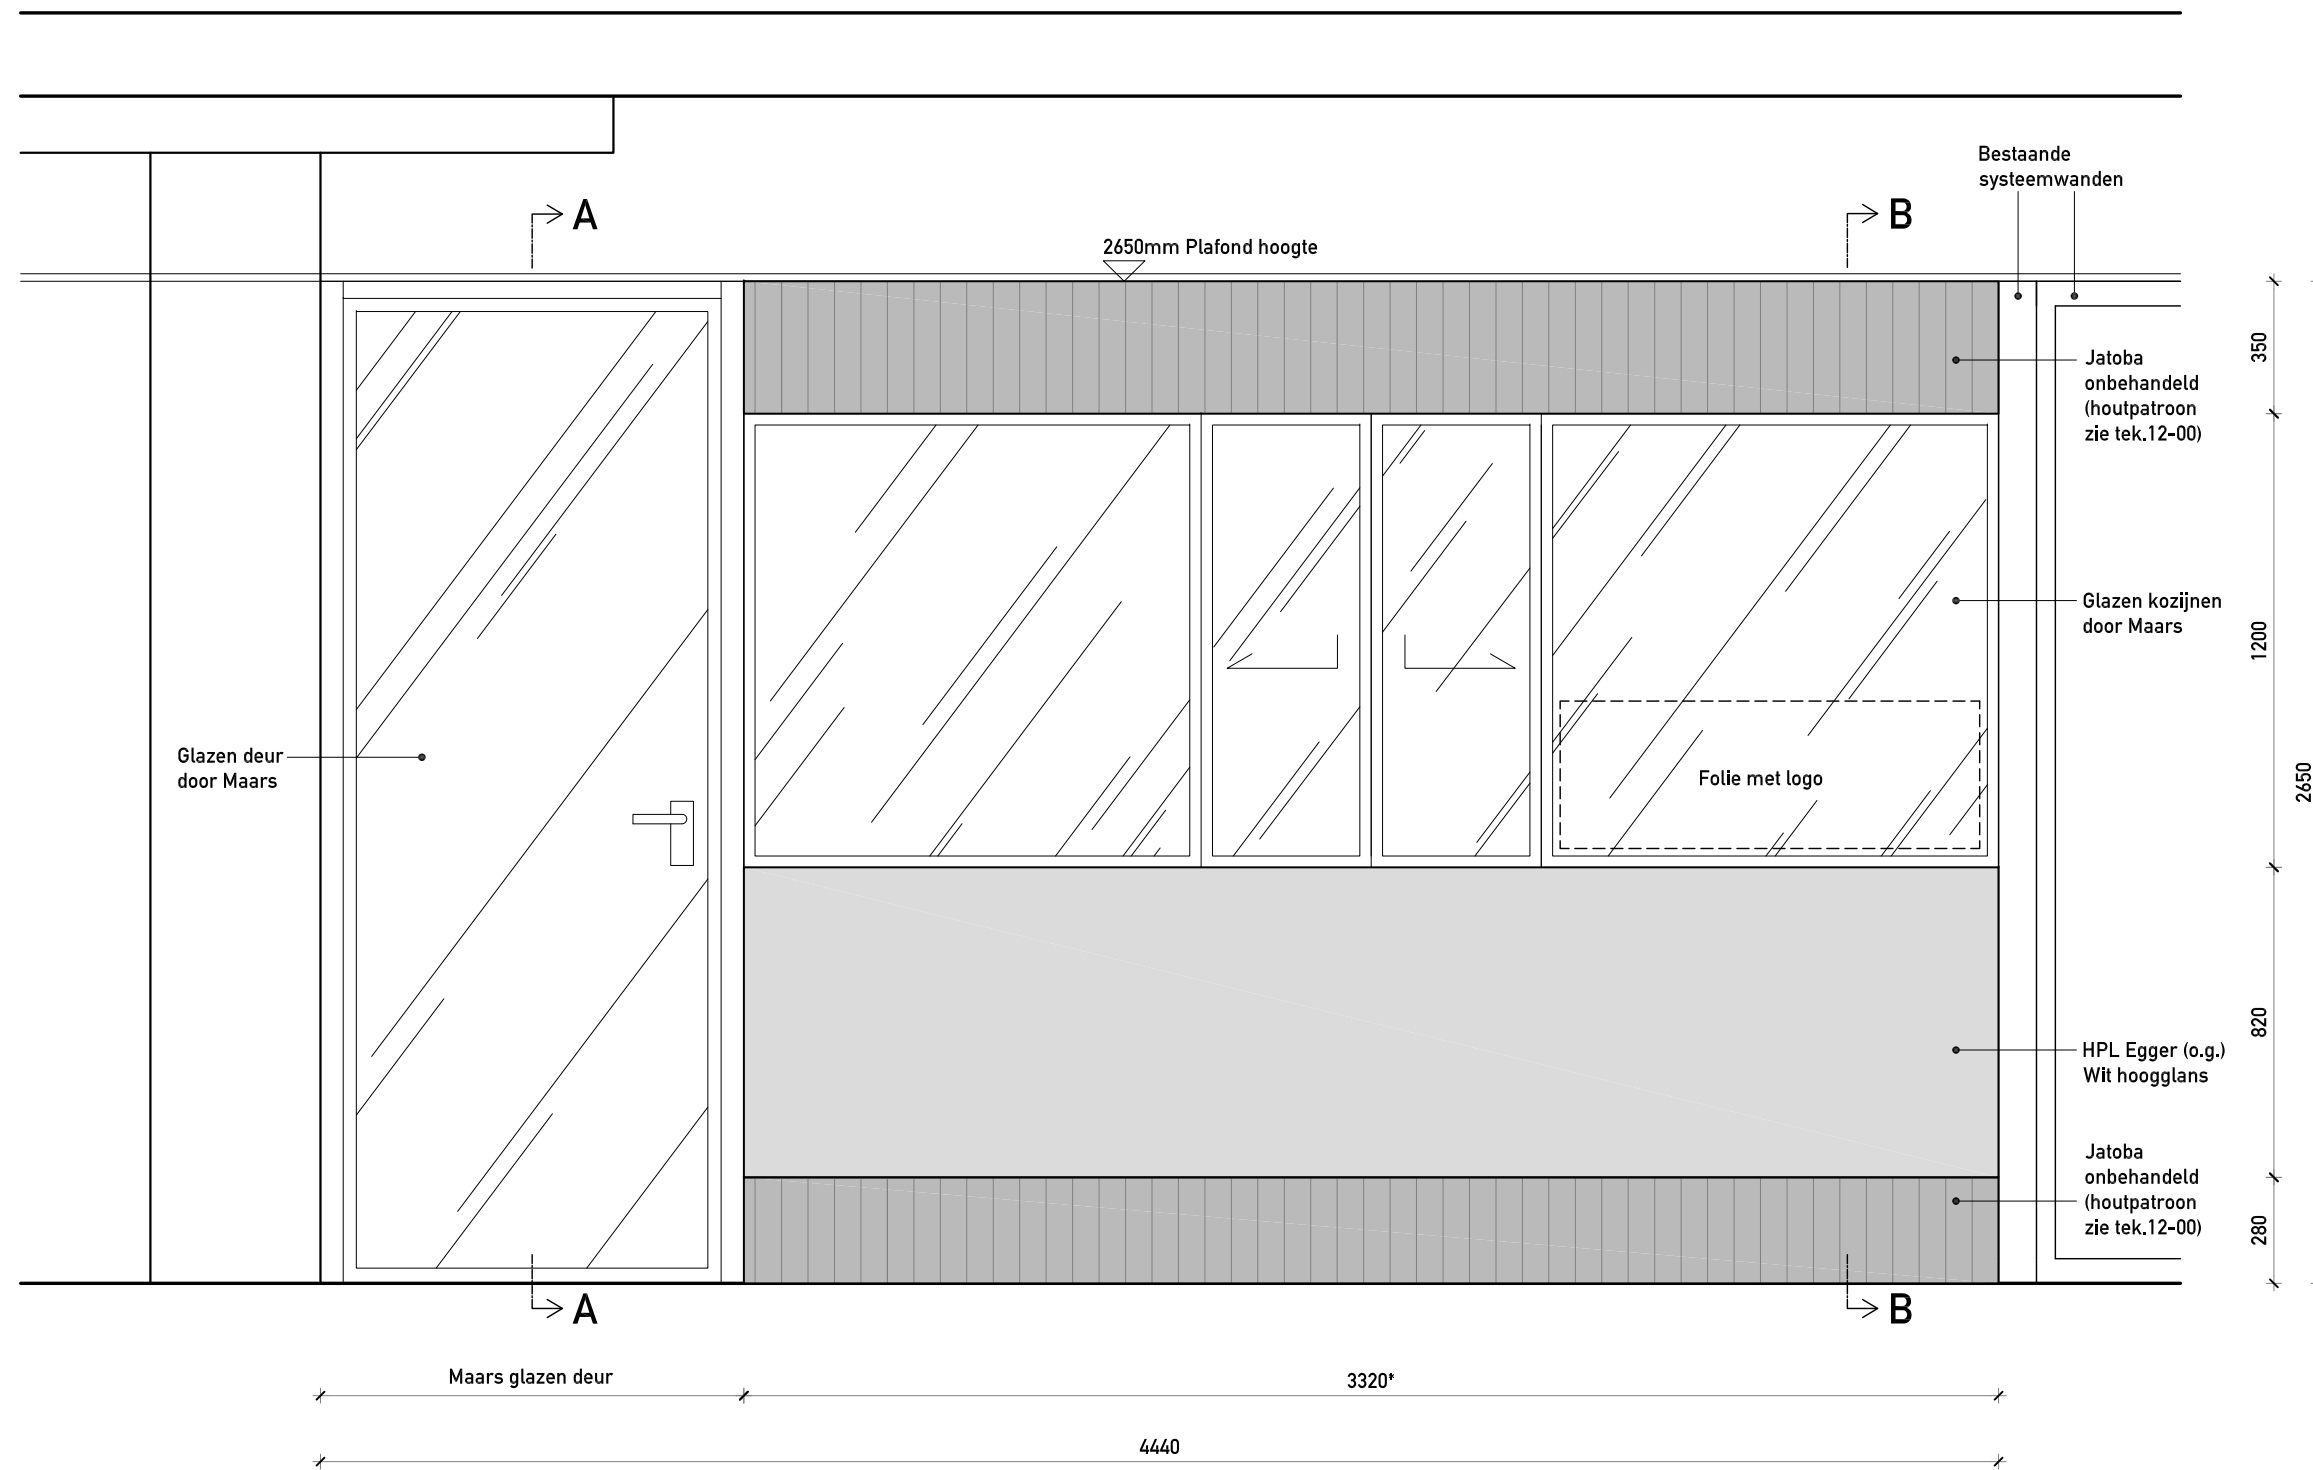 Bestaande
systeemwanden
A
B
2650mm Plafond hoogte
350
Jatoba
onbehandeld
(houtpatroon
zie tek.12-00)
Glazen kozijnen
door Maars
1200
Glazen deur
door Maars
Folie met logo
2650
820
HPL Egger (o.g.)
Wit hoogglans
Jatoba
onbehandeld
(houtpatroon
zie tek.12-00)
280
A
B
Maars glazen deur
3320*
4440